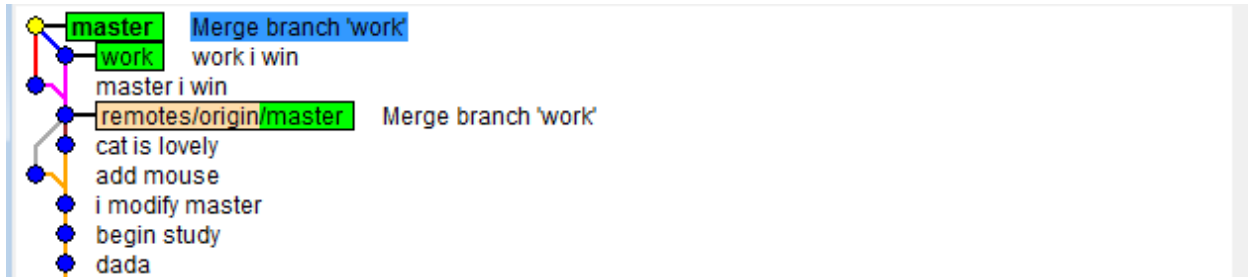 master Merge branch 'work'
work work i win
master i win
remotes/origin/master Merge branch 'work'
cat is lovely
add mouse
i modify master
begin study
dada